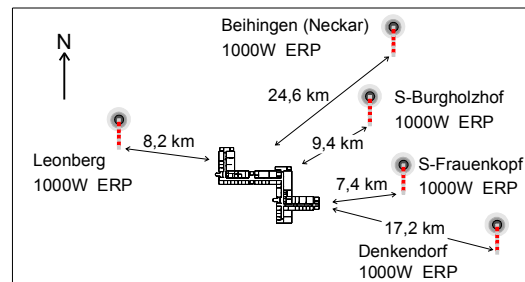 Beihingen (Neckar)
1000W ERP
N
24,6 km
S-Burgholzhof
1000W ERP
8,2 km
9,4 km
Leonberg
1000W ERP
S-Frauenkopf
1000W ERP
7,4 km
17,2 km
Denkendorf
1000W ERP